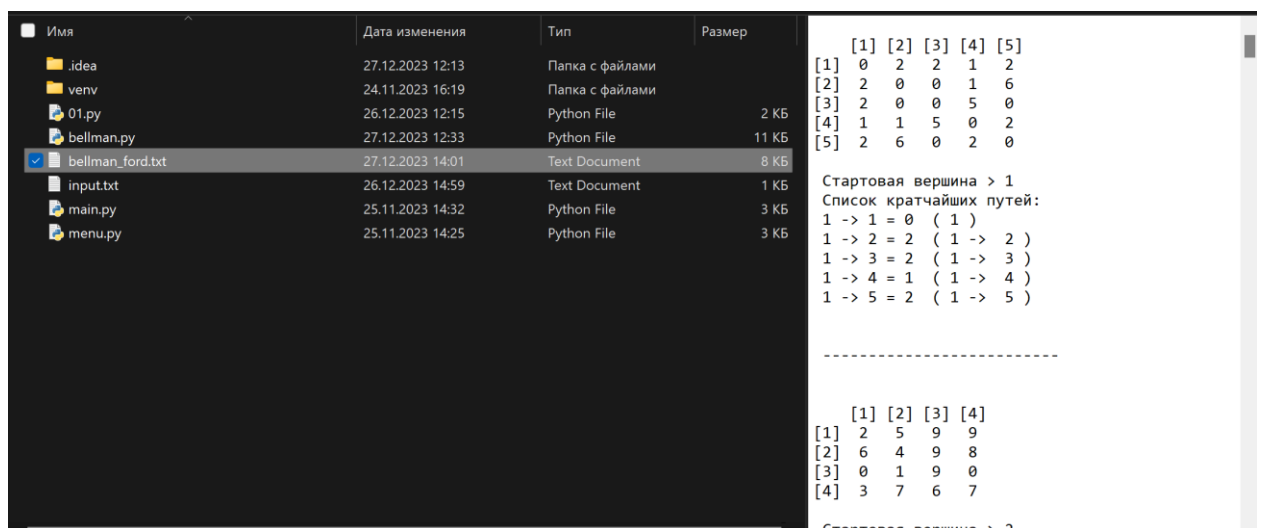 Имя Дата изменения Тип Размер
.idea 27.12.2023 12:13 Папка с файлами
venv 24.11.2023 16:19 Папка с файлами
01.py 26.12.2023 12:15 Python File 2 КБ
bellman.py 27.12.2023 12:33 Python File 11 КБ
bellman_ford.txt 27.12.2023 14:01 Text Document 8 КБ
input.txt 26.12.2023 14:59 Text Document 1 КБ
main.py 25.11.2023 14:32 Python File 3 КБ
menu.py 25.11.2023 14:25 Python File 3 КБ
[1] [2] [3] [4] [5]
[1] 0 2 2 1 2
[2] 2 0 0 1 6
[3] 2 0 0 5 0
[4] 1 1 5 0 2
[5] 2 6 0 2 0
Стартовая вершина > 1
Список кратчайших путей:
1 -> 1 = 0 ( 1 )
1 -> 2 = 2 ( 1 -> 2 )
1 -> 3 = 2 ( 1 -> 3 )
1 -> 4 = 1 ( 1 -> 4 )
1 -> 5 = 2 ( 1 -> 5 )
---------------------------
[1] [2] [3] [4]
[1] 2 5 9 9
[2] 6 4 9 8
[3] 0 1 9 0
[4] 3 7 6 7
Стартовая вершина >